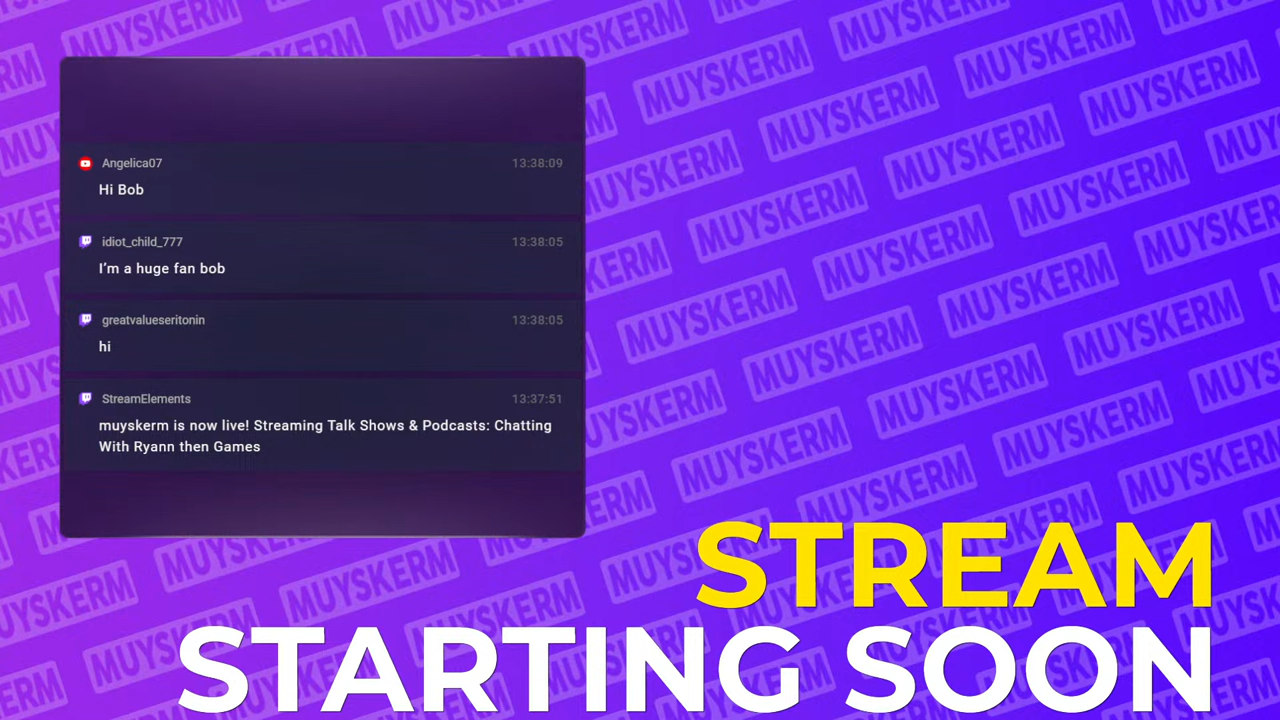 Angelica07 13:38:09
Hi Bob
idiot_child_777 13:38:05
I'm a huge fan bob
greatvalueseritonin 13:38:05
hi
StreamElements 13:37:51
muyskerm is now live! Streaming Talk Shows & Podcasts: Chatting
With Ryann then Games
STREAM
STARTING SOON
MUYSKERM